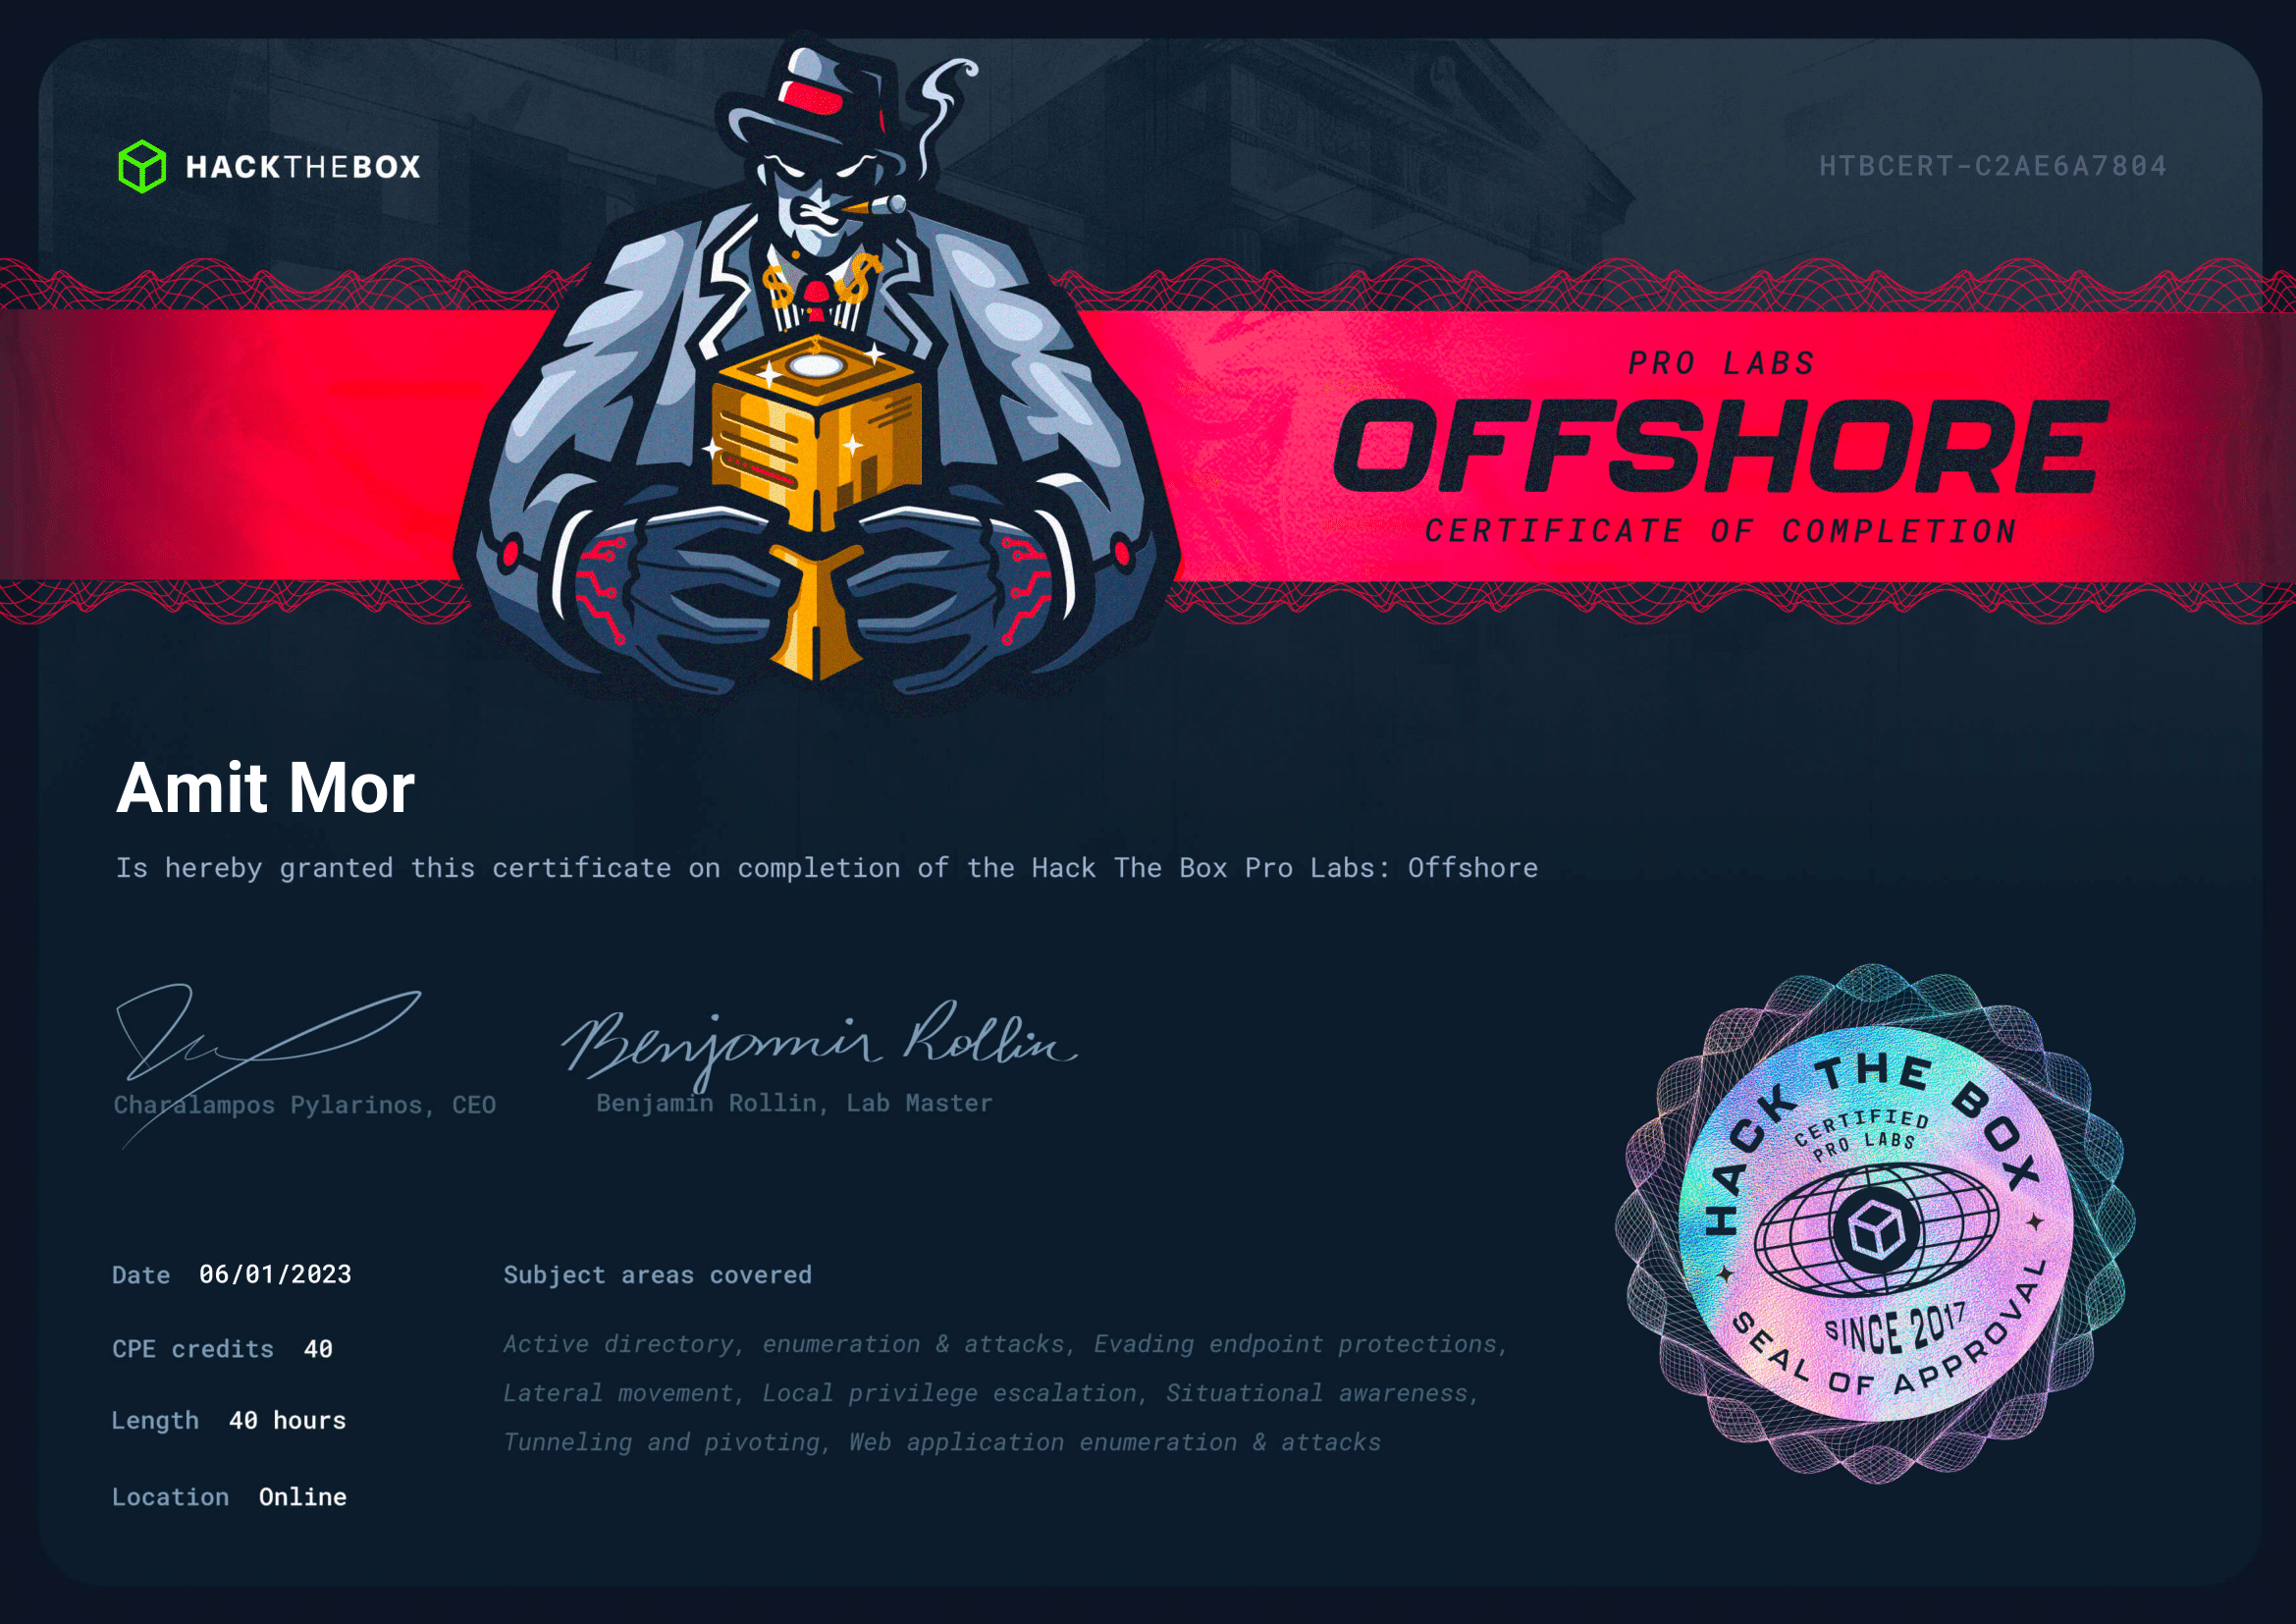 HACKTHEBOX
HTBCERT-C2AE6A7804
PRO LABS
OFFSHORE
CERTIFICATE OF COMPLETION
Amit Mor
Is hereby granted this certificate on completion of the Hack The Box Pro Labs: Offshore
Benjamin Rollin
Charalampos Pylarinos, CEO
Benjamin Rollin, Lab Master
Date 06/01/2023
CPE credits 40
Length 40 hours
Location Online
Subject areas covered
Active directory, enumeration & attacks, Evading endpoint protections,
Lateral movement, Local privilege escalation, Situational awareness,
Tunneling and pivoting, Web application enumeration & attacks
HACK THE BOX
CERTIFIED
PRO LABS
SINCE 2017
SEAL OF APPROVAL